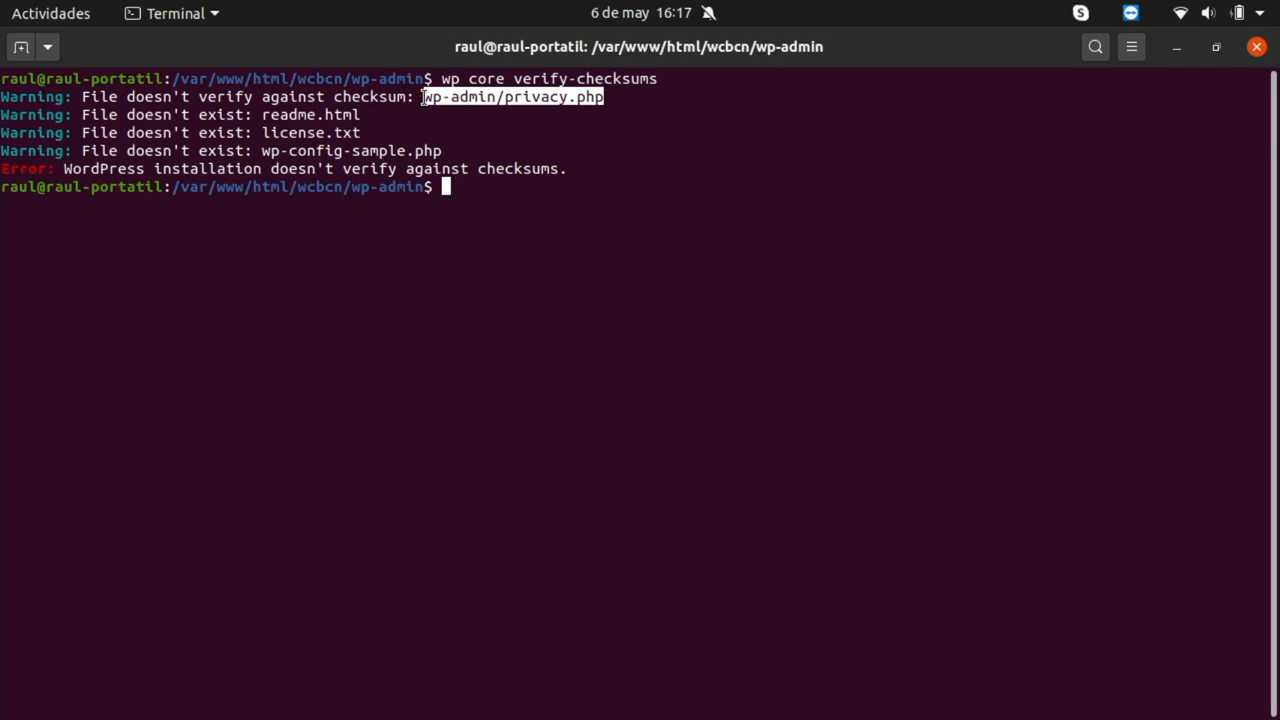 Actividades Terminal 6 de may 16:17
raul@raul-portatil: /var/www/html/wcbcn/wp-admin
raul@raul-portatil:/var/www/html/wcbcn/wp-admin$ wp core verify-checksums
Warning: File doesn't verify against checksum: wp-admin/privacy.php
Warning: File doesn't exist: readme.html
Warning: File doesn't exist: license.txt
Warning: File doesn't exist: wp-config-sample.php
Error: WordPress installation doesn't verify against checksums.
raul@raul-portatil:/var/www/html/wcbcn/wp-admin$